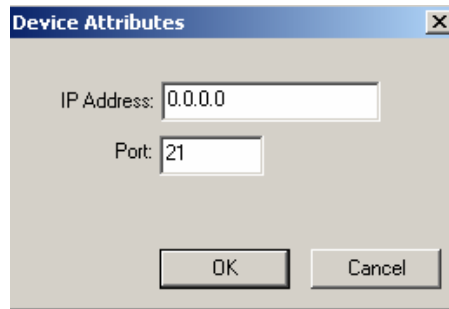 Device Attributes
IP Address: 0.0.0.0
Port: 21
OK Cancel